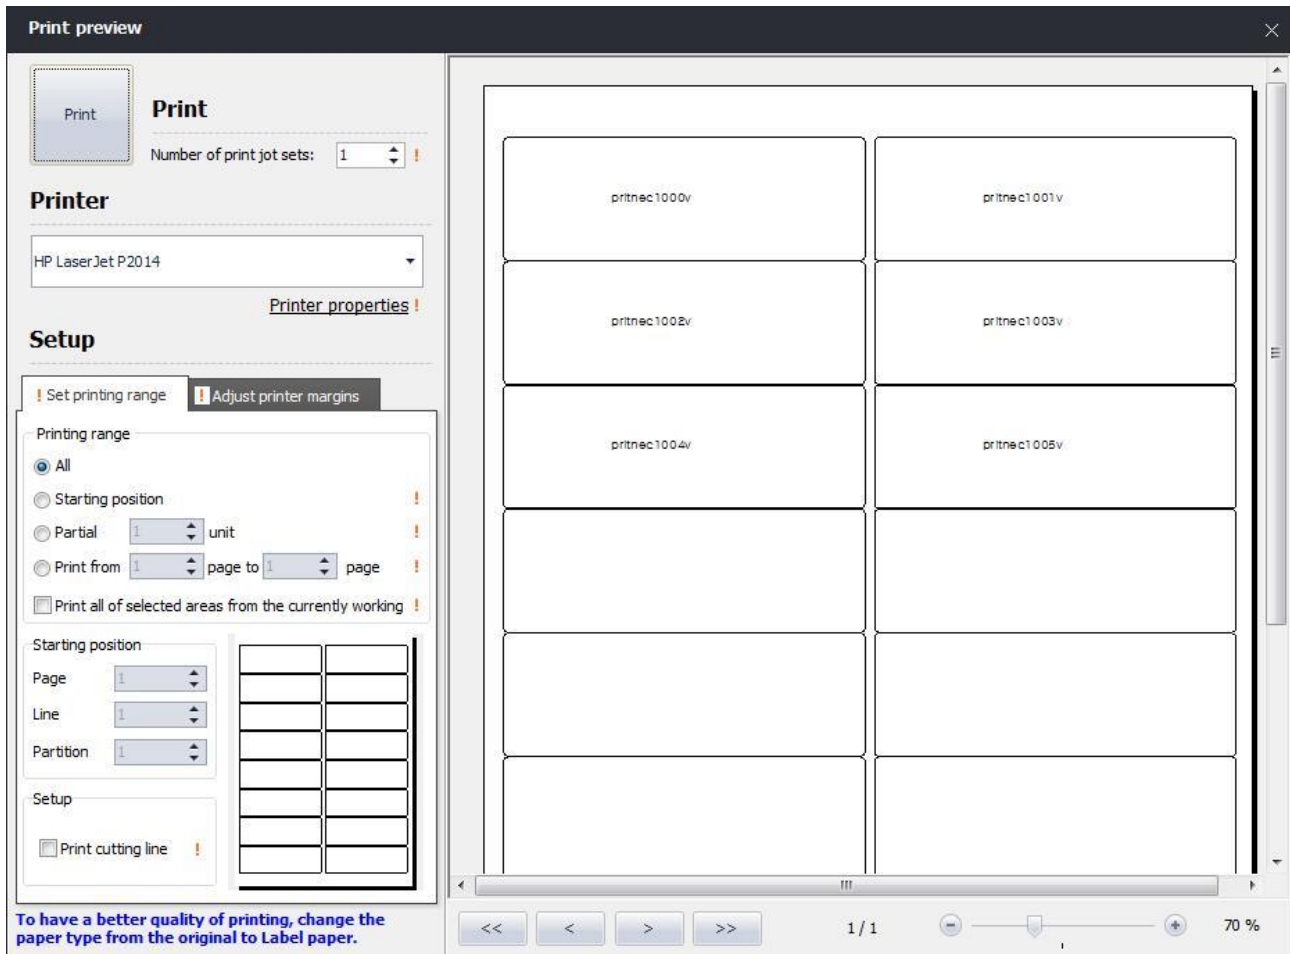 Print preview
Print
Print
Number of print jot sets: 1 !
Printer
HP LaserJet P2014
Printer properties !
Setup
! Set printing range
! Adjust printer margins
Printing range
All
Starting position !
Partial 1 unit !
Print from 1 page to 1 page !
Print all of selected areas from the currently working !
Starting position
Page 1
Line 1
Partition 1
Setup
Print cutting line !
To have a better quality of printing, change the
paper type from the original to Label paper.
pritnec1000v pritnec1001v
pritnec1002v pritnec1003v
pritnec1004v pritnec1005v
<< < > >> 1 / 1 70 %